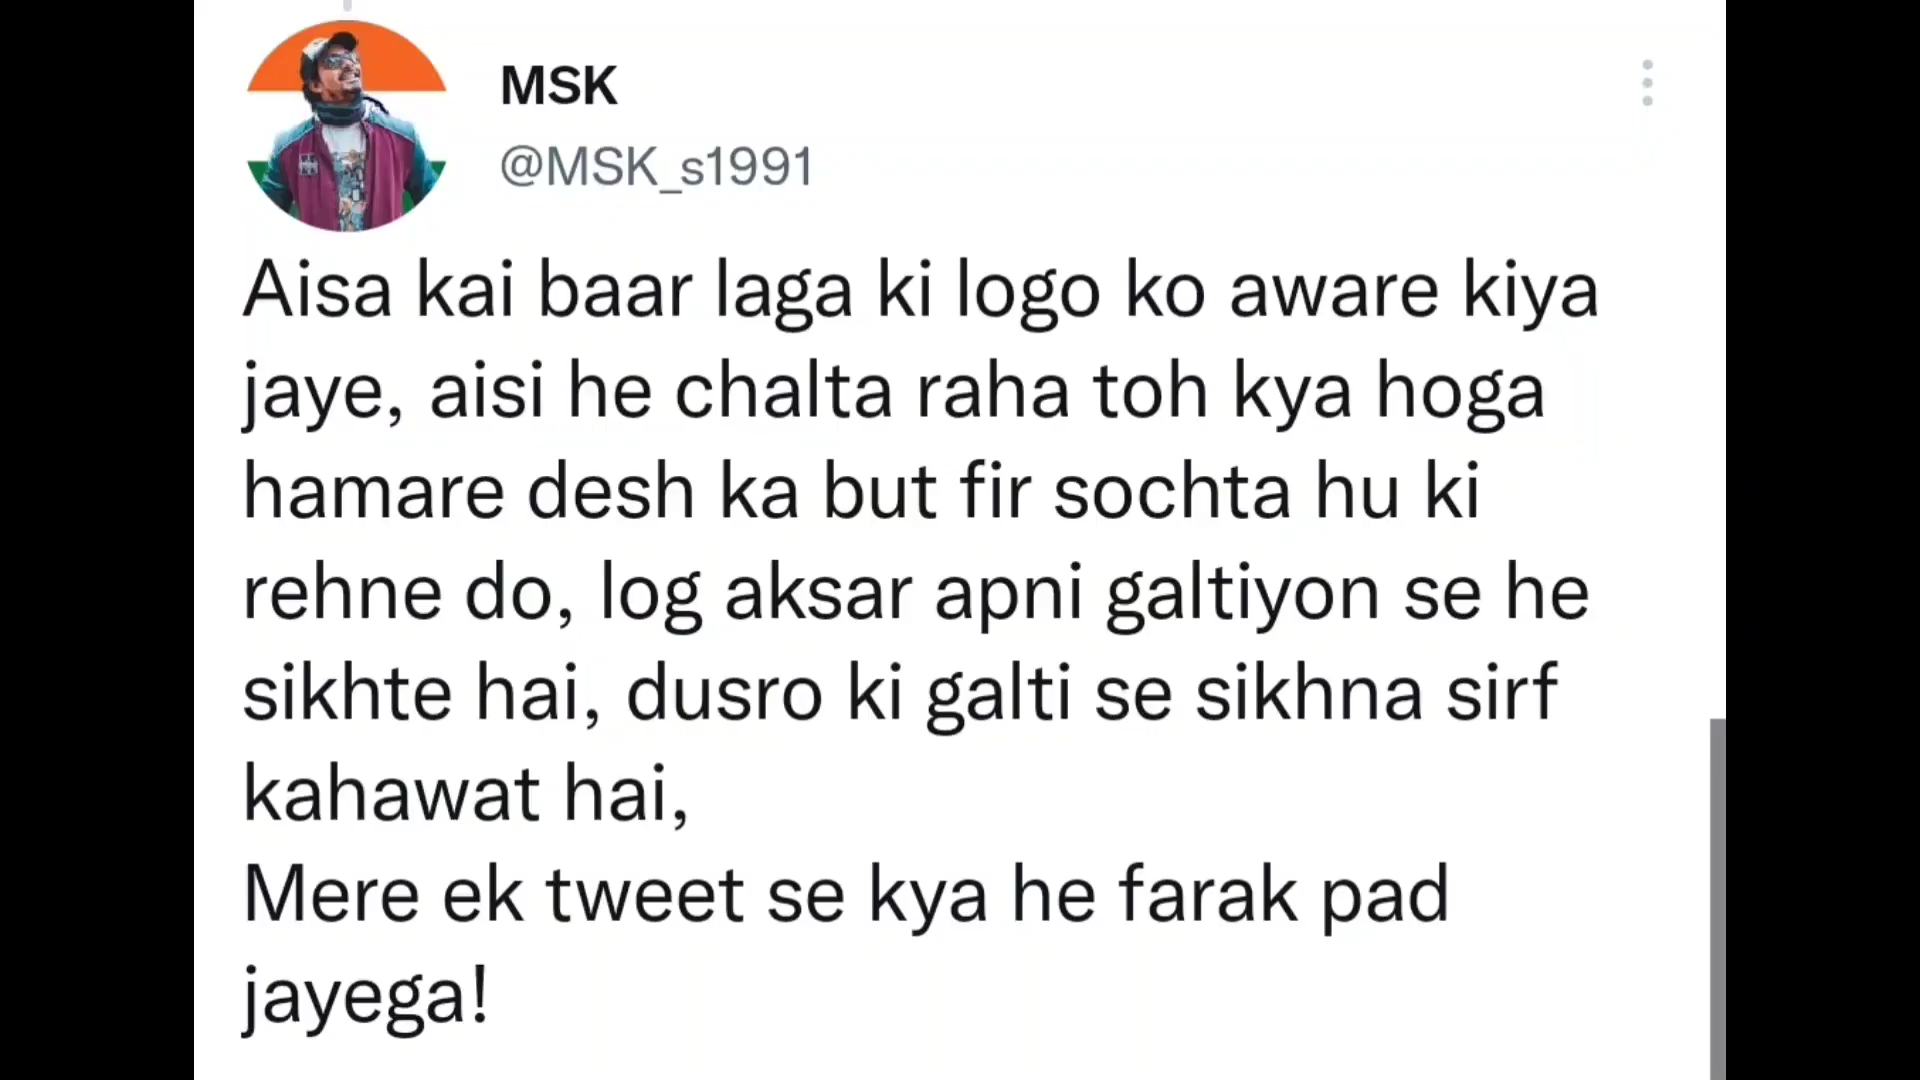 MSK
@MSK_s1991
Aisa kai baar laga ki logo ko aware kiya
jaye, aisi he chalta raha toh kya hoga
hamare desh ka but fir sochta hu ki
rehne do, log aksar apni galtiyon se he
sikhte hai, dusro ki galti se sikhna sirf
kahawat hai,
Mere ek tweet se kya he farak pad
jayega!